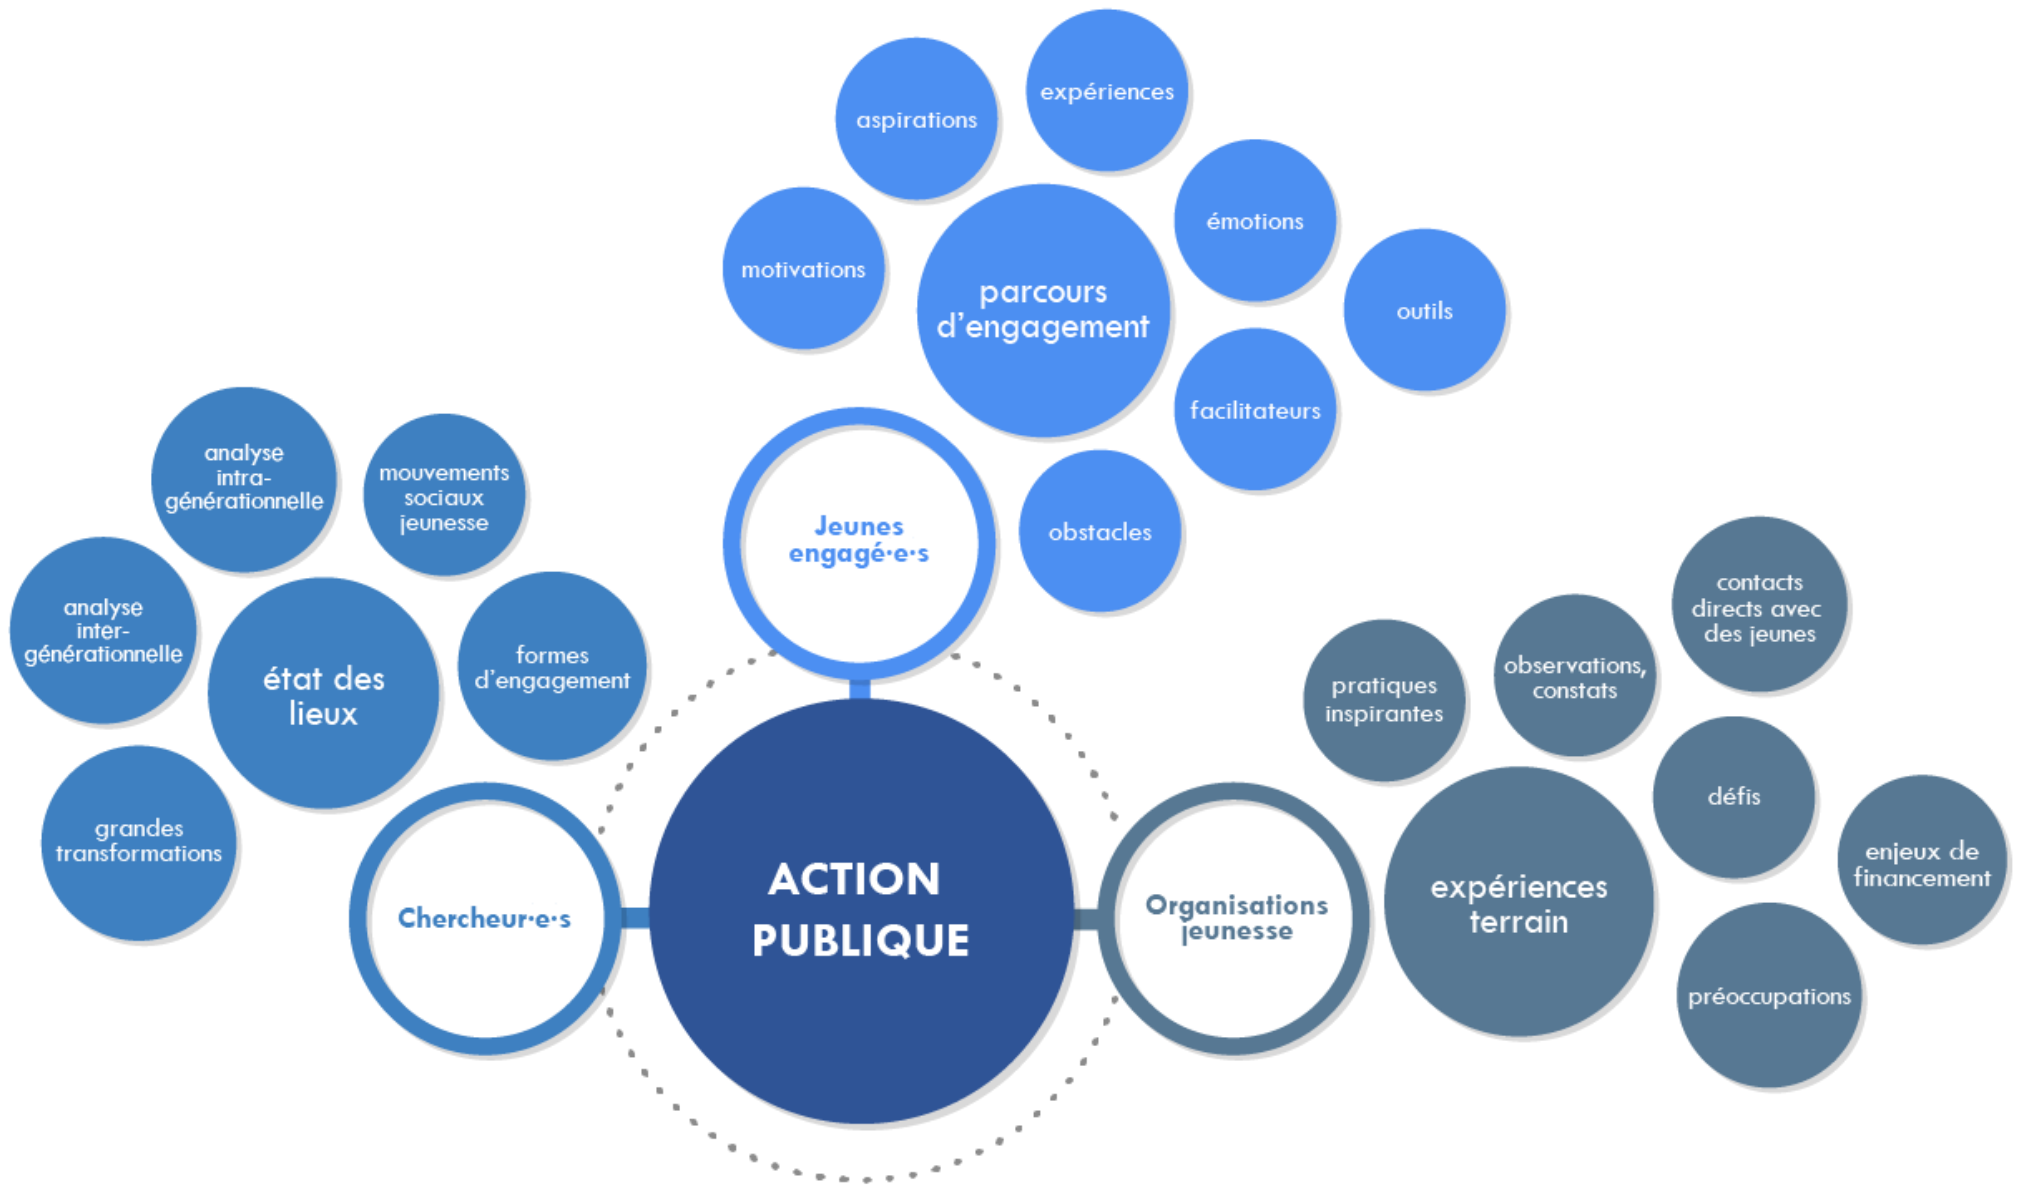 expériences
aspirations
émotions
motivations
parcours
d’engagement
outils
facilitateurs
obstacles
Jeunes
engagé·e·s
analyse
intra-
générationnelle
mouvements
sociaux
jeunesse
analyse
inter-
générationnelle
formes
d’engagement
état des
lieux
grandes
transformations
Chercheur·e·s
ACTION
PUBLIQUE
Organisations
jeunesse
contacts
directs avec
des jeunes
observations,
constats
pratiques
inspirantes
défis
enjeux de
financement
expériences
terrain
préoccupations